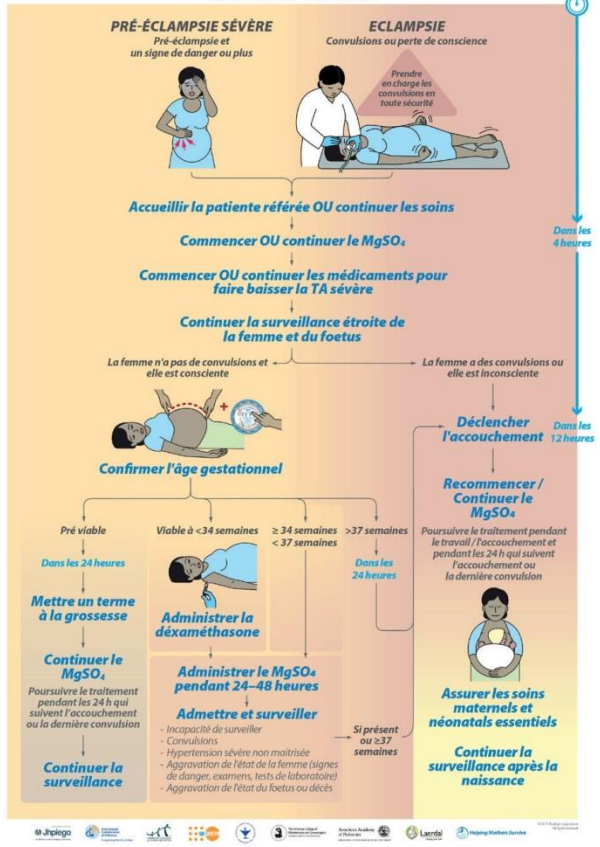 PRÉ-ÉCLAMPSIE SÉVÈRE
Pré-éclampsie et
un signe de danger ou plus
ECLAMPSIE
Convulsions ou perte de conscience
Prendre
en charge les
convulsions en
toute sécurité
Accueillir la patiente référée OU continuer les soins
Commencer OU continuer le MgSO₄
Commencer OU continuer les médicaments pour
faire baisser la TA sévère
Continuer la surveillance étroite de
la femme et du foetus
Dans les
4 heures
La femme n'a pas de convulsions et
elle est consciente
La femme a des convulsions ou
elle est inconsciente
Confirmer l'âge gestationnel
Déclencher
l'accouchement
Dans les
12 heures
Recommencer /
Continuer le
MgSO₄
Poursuivre le traitement pendant
le travail / l'accouchement et
pendant les 24 h qui suivent
l'accouchement ou
la dernière convulsion
Pré viable
Dans les 24 heures
Mettre un terme
à la grossesse
Continuer le
MgSO₄
Poursuivre le traitement
pendant les 24 h qui
suivent l'accouchement
ou la dernière convulsion
Continuer la
surveillance
Viable à <34 semaines
Administrer la
déxaméthasone
≥ 34 semaines
< 37 semaines
>37 semaines
Dans les
24 heures
Administrer le MgSO₄
pendant 24–48 heures
Admettre et surveiller
- Incapacité de surveiller
- Convulsions
- Hypertension sévère non maitrisée
- Aggravation de l'état de la femme (signes
de danger, examens, tests de laboratoire)
- Aggravation de l'état du foetus ou décès
Si présent
ou ≥37
semaines
Assurer les soins
maternels et
néonatals essentiels
Continuer la
surveillance après la
naissance
Jhpiego
American Academy
of Pediatrics
Laerdal
Helping Mothers Survive